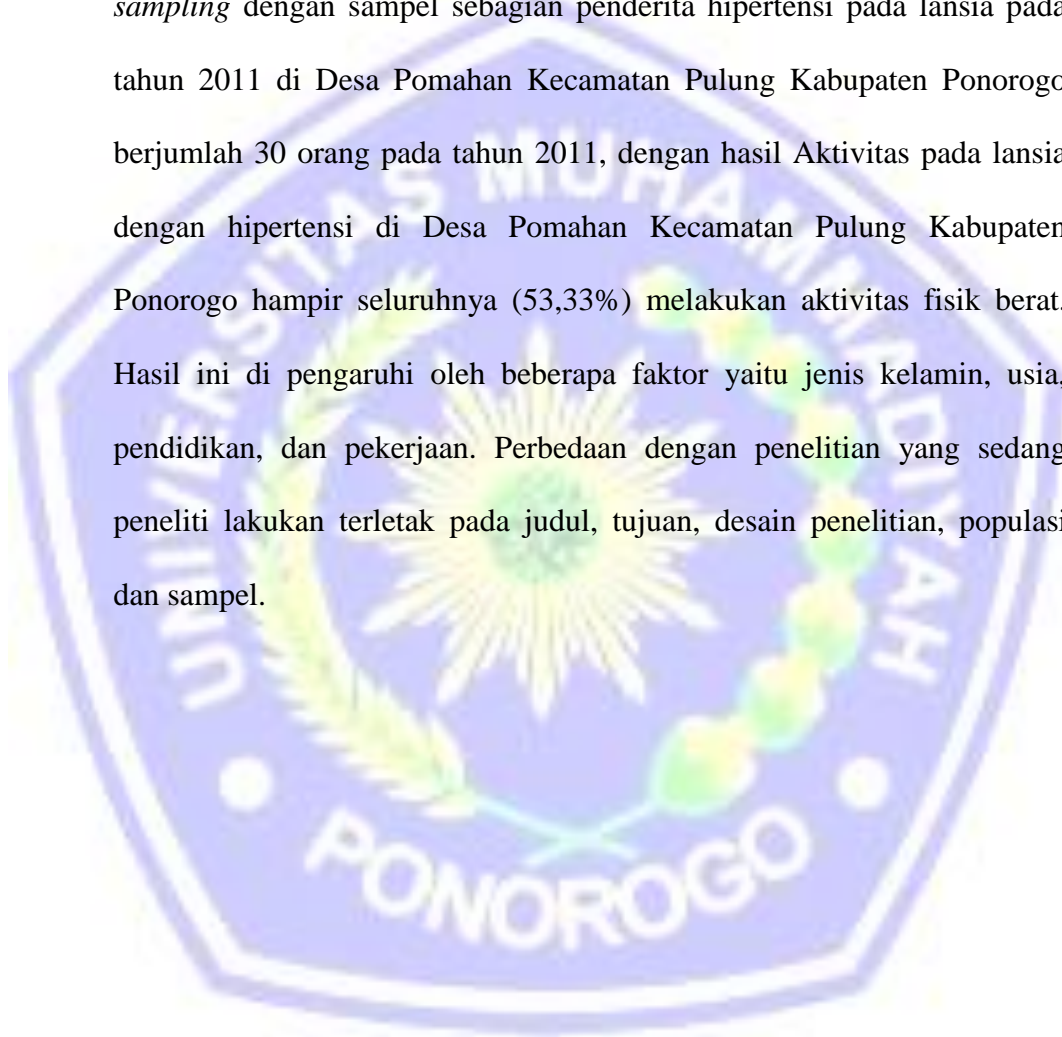 sampling dengan sampel sebagian penderita hipertensi pada lansia pada
tahun 2011 di Desa Pomahan Kecamatan Pulung Kabupaten Ponorogo
berjumlah 30 orang pada tahun 2011, dengan hasil Aktivitas pada lansia
dengan hipertensi di Desa Pomahan Kecamatan Pulung Kabupaten
Ponorogo hampir seluruhnya (53,33%) melakukan aktivitas fisik berat.
Hasil ini di pengaruhi oleh beberapa faktor yaitu jenis kelamin, usia,
pendidikan, dan pekerjaan. Perbedaan dengan penelitian yang sedang
peneliti lakukan terletak pada judul, tujuan, desain penelitian, populasi
dan sampel.
UNIVERSITAS MUHAMMADIYAH
PONOROGO